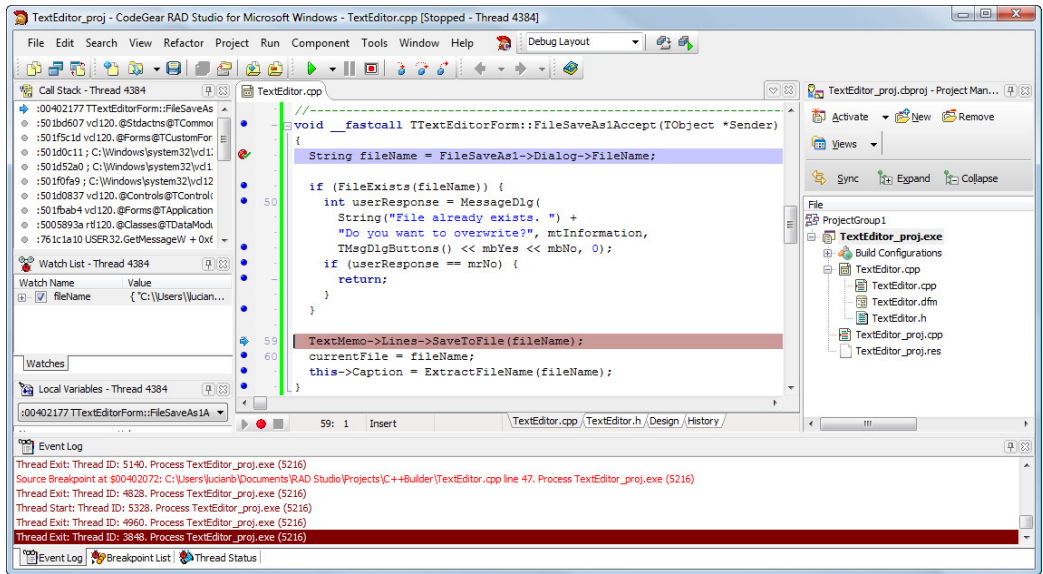 TextEditor_proj - CodeGear RAD Studio for Microsoft Windows - TextEditor.cpp [Stopped - Thread 4384]
File Edit Search View Refactor Project Run Component Tools Window Help Debug Layout
Call Stack - Thread 4384
:00402177 TTextEditorForm::FileSaveAs
:501bd607 vcl120.@Stdactns@TCommor
:501f5c1d vcl120.@Forms@TCustomFor
:501d0c11 ; C:\Windows\system32\vcl1
:501d52a0 ; C:\Windows\system32\vcl1
:501f0fa9 ; C:\Windows\system32\vcl12
:501d0837 vcl120.@Controls@TControl
:501fbab4 vcl120.@Forms@TApplication
:5005893a rtl120.@Classes@TDataModu
:761c1a10 USER32.GetMessageW + 0x6
Watch List - Thread 4384
Watch Name Value
fileName { "C:\\Users\\lucian...
Watches
Local Variables - Thread 4384
:00402177 TTextEditorForm::FileSaveAs1A
TextEditor.cpp
//
void __fastcall TTextEditorForm::FileSaveAs1Accept(TObject *Sender)
{
String fileName = FileSaveAs1->Dialog->FileName;
if (FileExists(fileName)) {
50 int userResponse = MessageDlg(
String("File already exists. ") +
"Do you want to overwrite?", mtInformation,
TMsgDlgButtons() << mbYes << mbNo, 0);
if (userResponse == mrNo) {
return;
}
}
59 TextMemo->Lines->SaveToFile(fileName);
60 currentFile = fileName;
this->Caption = ExtractFileName(fileName);
}
59: 1 Insert
TextEditor.cpp TextEditor.h Design History
TextEditor_proj.cbproj - Project Man...
Activate New Remove
Views
Sync Expand Collapse
File
ProjectGroup1
TextEditor_proj.exe
Build Configurations
TextEditor.cpp
TextEditor.cpp
TextEditor.dfm
TextEditor.h
TextEditor_proj.cpp
TextEditor_proj.res
Event Log
Thread Exit: Thread ID: 5140. Process TextEditor_proj.exe (5216)
Source Breakpoint at $00402072: C:\Users\lucianb\Documents\RAD Studio\Projects\C++Builder\TextEditor.cpp line 47. Process TextEditor_proj.exe (5216)
Thread Exit: Thread ID: 4828. Process TextEditor_proj.exe (5216)
Thread Start: Thread ID: 5328. Process TextEditor_proj.exe (5216)
Thread Exit: Thread ID: 4960. Process TextEditor_proj.exe (5216)
Thread Exit: Thread ID: 3848. Process TextEditor_proj.exe (5216)
Event Log Breakpoint List Thread Status